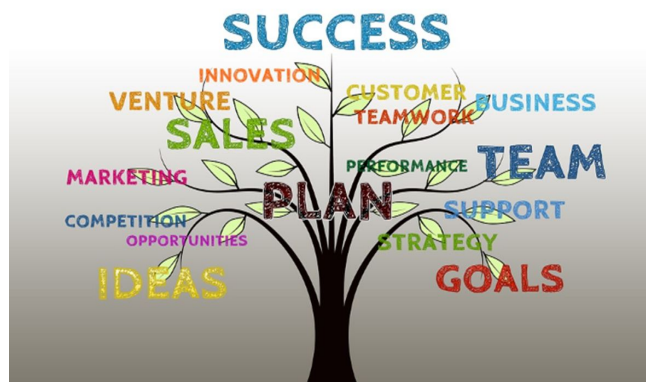 SUCCESS
INNOVATION
VENTURE
CUSTOMER
BUSINESS
TEAMWORK
SALES
MARKETING
PERFORMANCE
TEAM
PLAN
COMPETITION
SUPPORT
OPPORTUNITIES
STRATEGY
IDEAS
GOALS